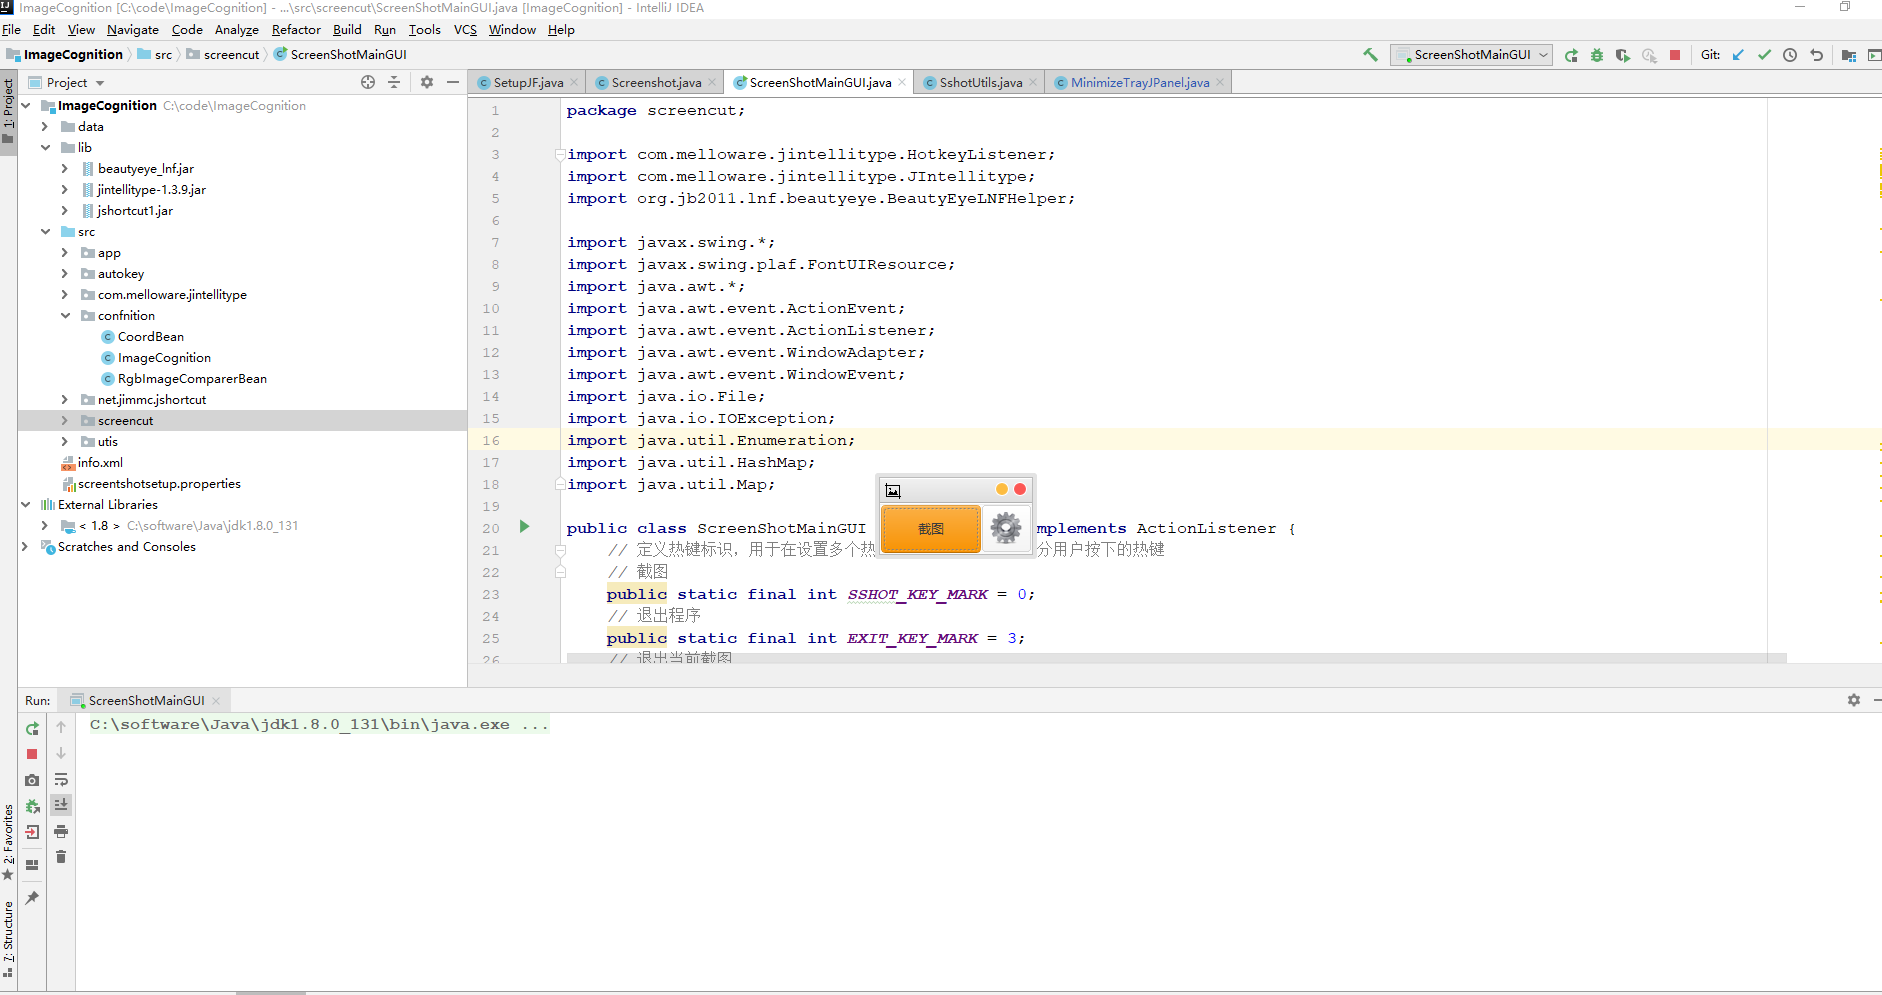 ImageCognition [C:\code\ImageCognition] - ...\src\screencut\ScreenShotMainGUI.java [ImageCognition] - IntelliJ IDEA
File Edit View Navigate Code Analyze Refactor Build Run Tools VCS Window Help
ImageCognition src screencut ScreenShotMainGUI
ScreenShotMainGUI Git:
1: Project
Project
ImageCognition C:\code\ImageCognition
data
lib
beautyeye_lnf.jar
jintellitype-1.3.9.jar
jshortcut1.jar
src
app
autokey
com.melloware.jintellitype
confnition
CoordBean
ImageCognition
RgbImageComparerBean
net.jimmc.jshortcut
screencut
utis
info.xml
screentshotsetup.properties
External Libraries
< 1.8 > C:\software\Java\jdk1.8.0_131
Scratches and Consoles
SetupJF.java Screenshot.java ScreenShotMainGUI.java SshotUtils.java MinimizeTrayJPanel.java
1 package screencut;
2
3 import com.melloware.jintellitype.HotkeyListener;
4 import com.melloware.jintellitype.JIntellitype;
5 import org.jb2011.lnf.beautyeye.BeautyEyeLNFHelper;
6
7 import javax.swing.*;
8 import javax.swing.plaf.FontUIResource;
9 import java.awt.*;
10 import java.awt.event.ActionEvent;
11 import java.awt.event.ActionListener;
12 import java.awt.event.WindowAdapter;
13 import java.awt.event.WindowEvent;
14 import java.io.File;
15 import java.io.IOException;
16 import java.util.Enumeration;
17 import java.util.HashMap;
18 import java.util.Map;
19
20 public class ScreenShotMainGUI mplements ActionListener {
21 // 定义热键标识，用于在设置多个热 分用户按下的热键
22 // 截图
23 public static final int SSHOT_KEY_MARK = 0;
24 // 退出程序
25 public static final int EXIT_KEY_MARK = 3;
26 // 退出当前截图
截图
Run: ScreenShotMainGUI
C:\software\Java\jdk1.8.0_131\bin\java.exe ...
2: Favorites
7: Structure